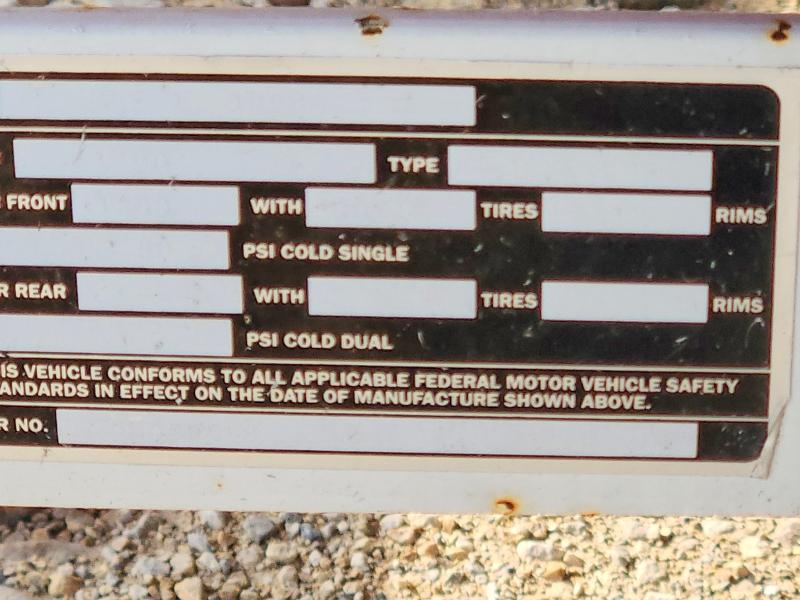 TYPE
FRONT WITH TIRES RIMS
PSI COLD SINGLE
R REAR WITH TIRES RIMS
PSI COLD DUAL
IS VEHICLE CONFORMS TO ALL APPLICABLE FEDERAL MOTOR VEHICLE SAFETY
ANDARDS IN EFFECT ON THE DATE OF MANUFACTURE SHOWN ABOVE.
R NO.